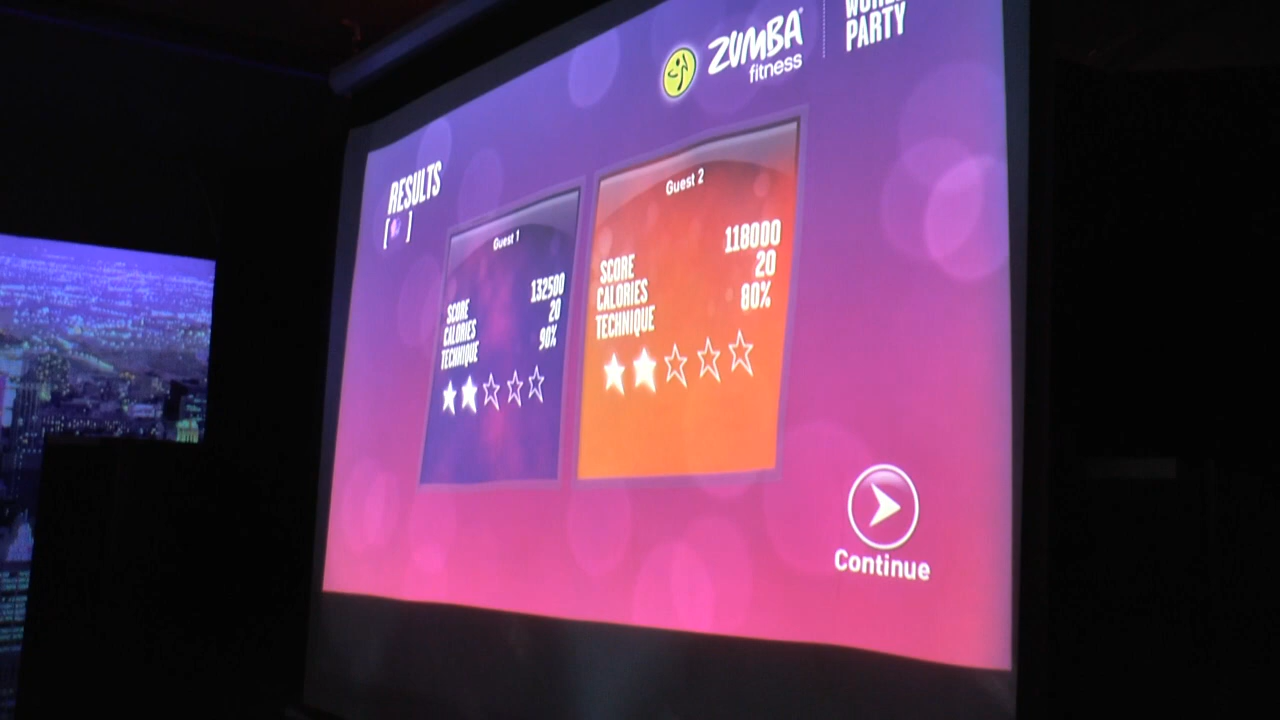 ZUMBA
fitness
WORLD
PARTY
RESULTS
[ ]
Guest 1
SCORE 132500
CALORIES 20
TECHNIQUE 90%
Guest 2
SCORE 118000
CALORIES 20
TECHNIQUE 80%
Continue